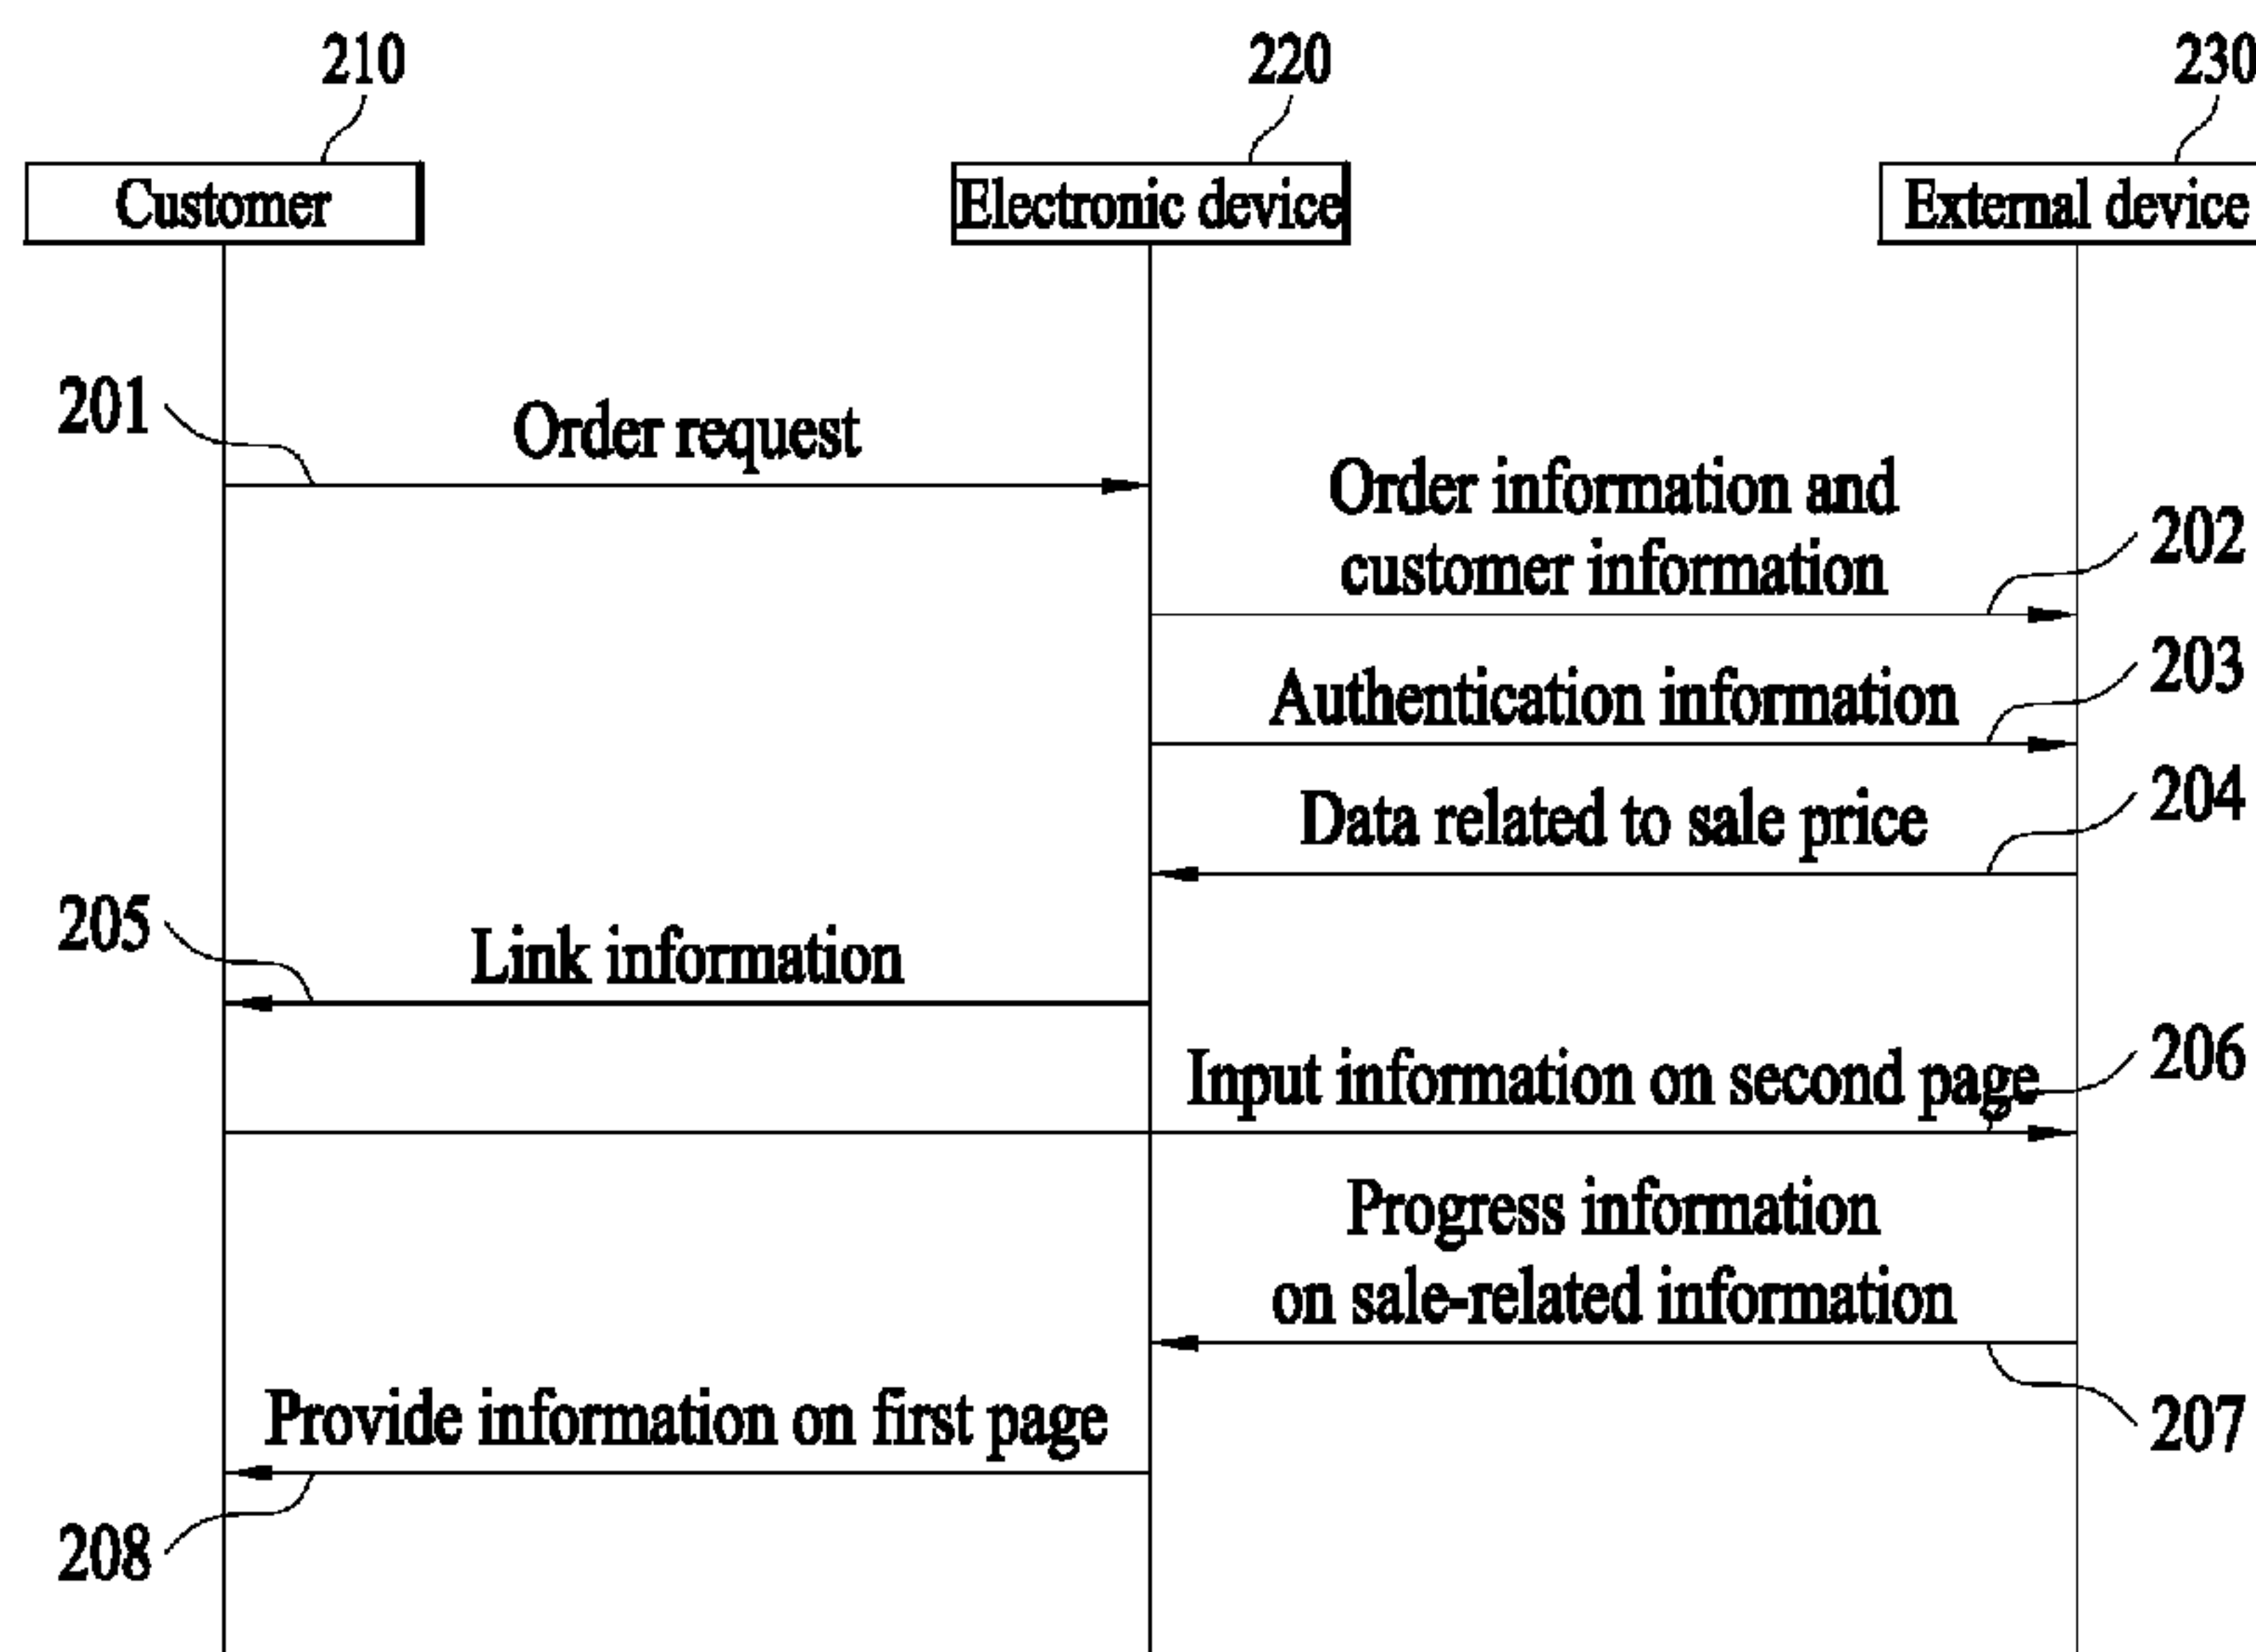 210
220
230
Customer
Electronic device
External device
201
Order request
Order information and
customer information
202
Authentication information
203
Data related to sale price
204
205
Link information
Input information on second page
206
Progress information
on sale-related information
207
Provide information on first page
208